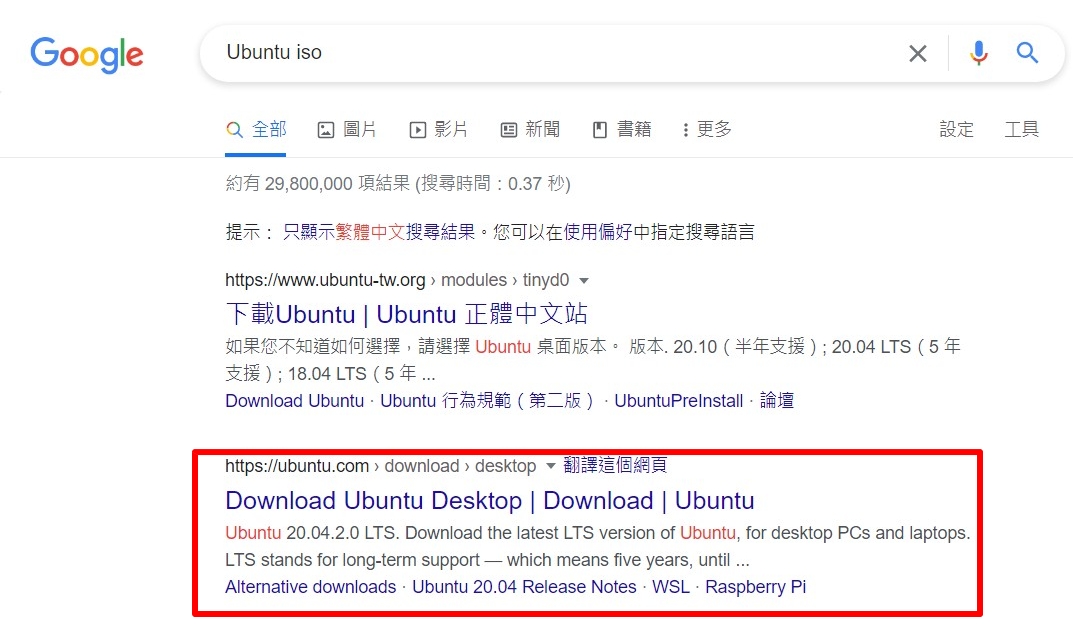 Google
Ubuntu iso
全部 圖片 影片 新聞 書籍 更多 設定 工具
約有 29,800,000 項結果 (搜尋時間：0.37 秒)
提示： 只顯示繁體中文搜尋結果。您可以在使用偏好中指定搜尋語言
https://www.ubuntu-tw.org › modules › tinyd0
下載Ubuntu | Ubuntu 正體中文站
如果您不知道如何選擇，請選擇 Ubuntu 桌面版本。 版本. 20.10（半年支援）; 20.04 LTS（5 年
支援）; 18.04 LTS（5 年 ...
Download Ubuntu · Ubuntu 行為規範（第二版） · UbuntuPreInstall · 論壇
https://ubuntu.com › download › desktop 翻譯這個網頁
Download Ubuntu Desktop | Download | Ubuntu
Ubuntu 20.04.2.0 LTS. Download the latest LTS version of Ubuntu, for desktop PCs and laptops.
LTS stands for long-term support — which means five years, until ...
Alternative downloads · Ubuntu 20.04 Release Notes · WSL · Raspberry Pi